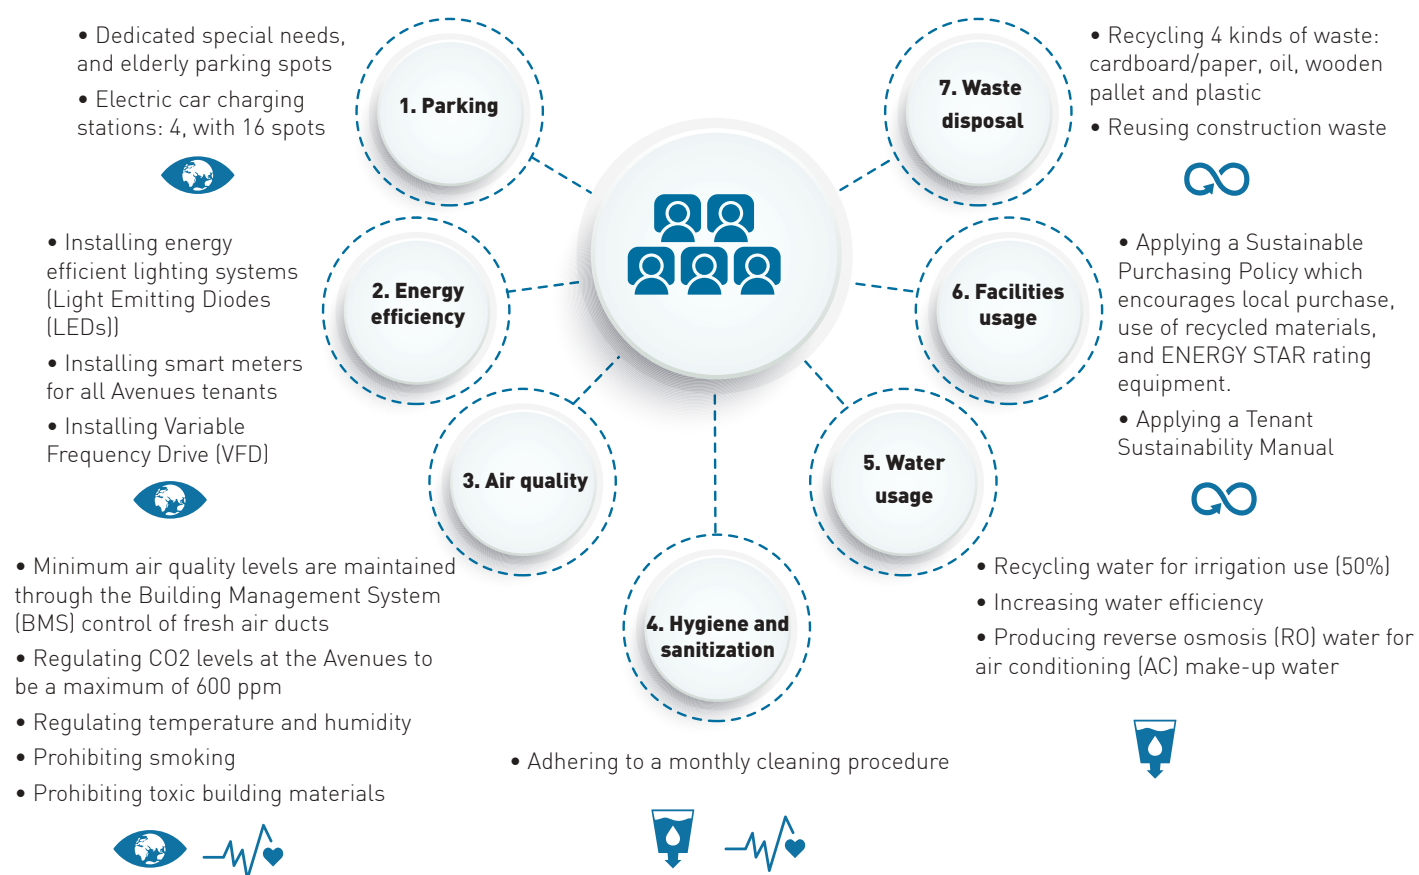 • Dedicated special needs,
and elderly parking spots
• Electric car charging
stations: 4, with 16 spots
1. Parking
• Installing energy
efficient lighting systems
(Light Emitting Diodes
(LEDs))
• Installing smart meters
for all Avenues tenants
• Installing Variable
Frequency Drive (VFD)
2. Energy
efficiency
• Minimum air quality levels are maintained
through the Building Management System
(BMS) control of fresh air ducts
• Regulating CO2 levels at the Avenues to
be a maximum of 600 ppm
• Regulating temperature and humidity
• Prohibiting smoking
• Prohibiting toxic building materials
3. Air quality
4. Hygiene and
sanitization
• Adhering to a monthly cleaning procedure
5. Water
usage
• Recycling water for irrigation use (50%)
• Increasing water efficiency
• Producing reverse osmosis (RO) water for
air conditioning (AC) make-up water
6. Facilities
usage
• Applying a Sustainable
Purchasing Policy which
encourages local purchase,
use of recycled materials,
and ENERGY STAR rating
equipment.
• Applying a Tenant
Sustainability Manual
7. Waste
disposal
• Recycling 4 kinds of waste:
cardboard/paper, oil, wooden
pallet and plastic
• Reusing construction waste